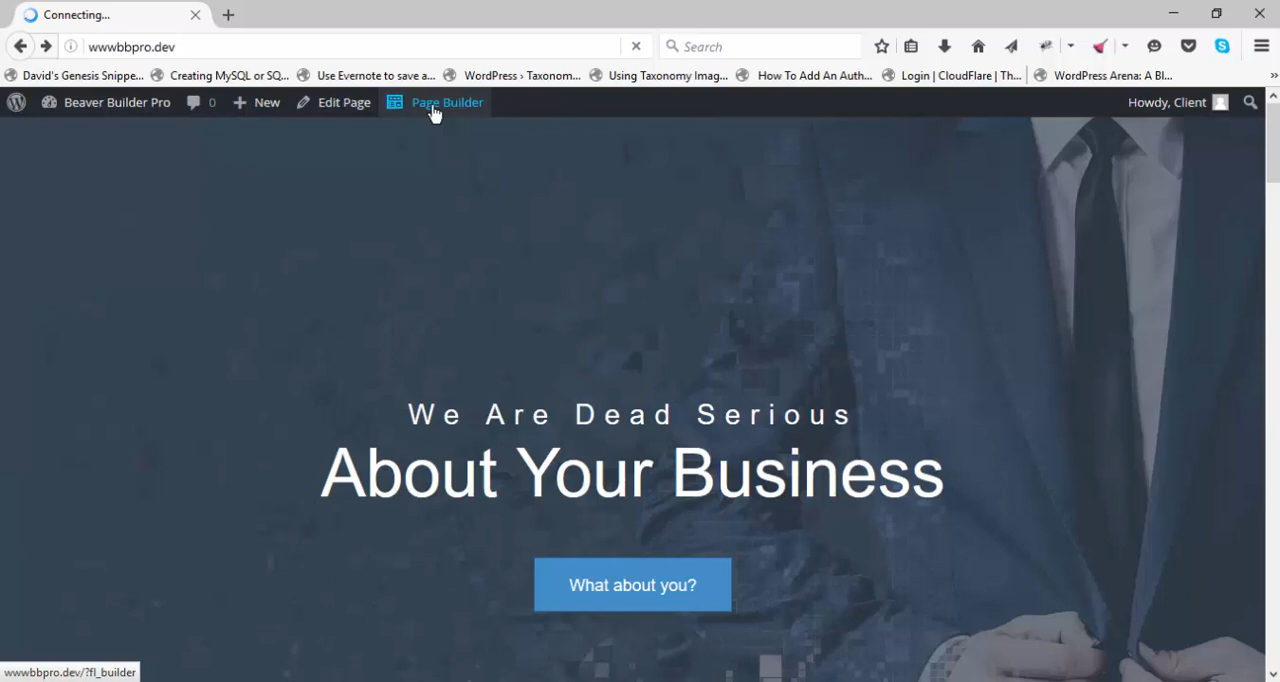 Connecting...
wwwbbpro.dev
Search
David's Genesis Snippe...
Creating MySQL or SQ...
Use Evernote to save a...
WordPress › Taxonom...
Using Taxonomy Imag...
How To Add An Auth...
Login | CloudFlare | Th...
WordPress Arena: A Bl...
»
Beaver Builder Pro
0
New
Edit Page
Page Builder
Howdy, Client
We Are Dead Serious
About Your Business
What about you?
wwwbbpro.dev/?fl_builder